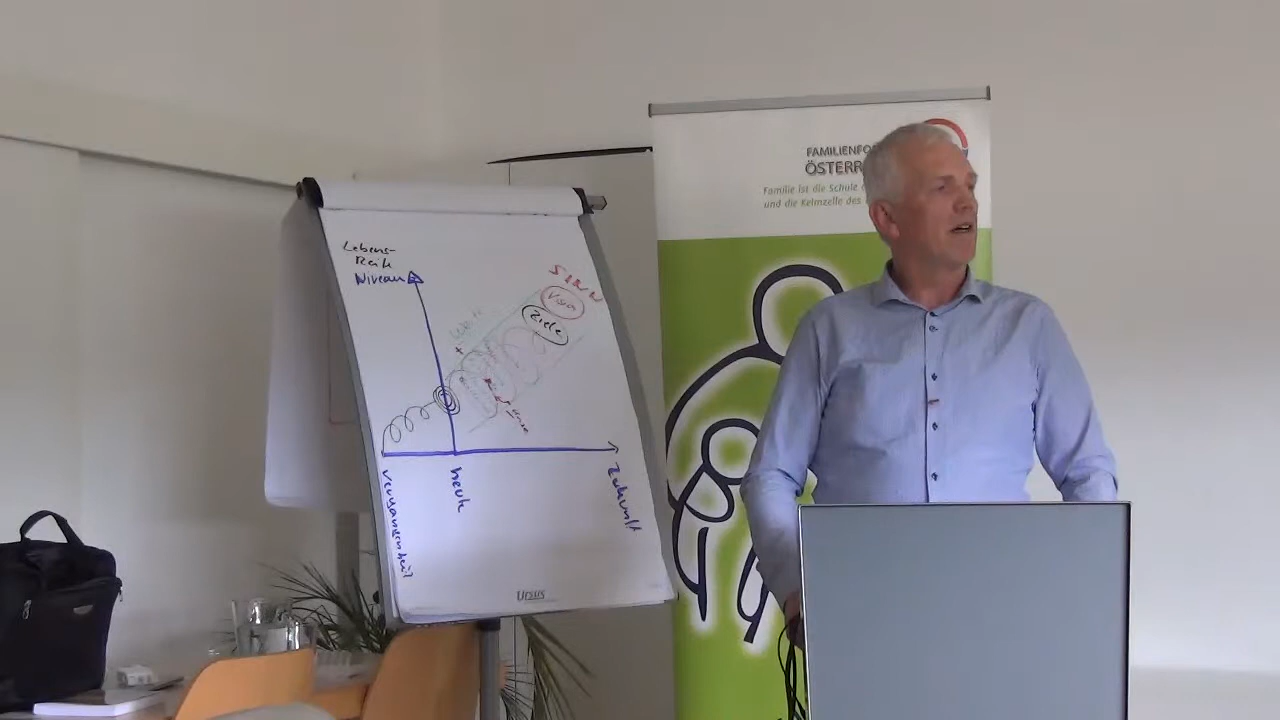 Lebens-
Reife
Niveau
SINN
Vision
Ziele
heute
Zukunft
Vergangenheit
Ursus
FAMILIENFO
ÖSTERR
Familie ist die Schule
und die Keimzelle des